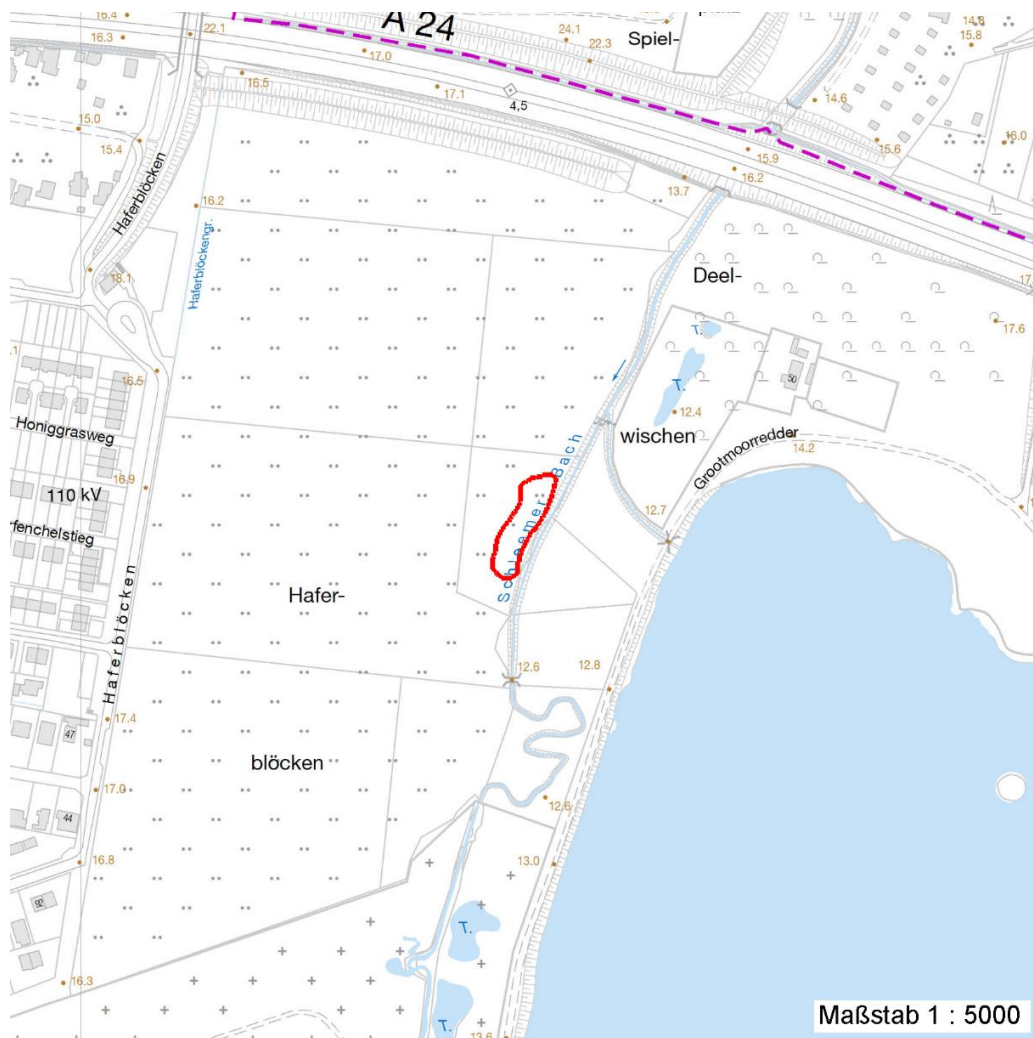 A 24
Spiel-
16.4
16.3
22.1
24.1
22.3
14.8
15.8
17.0
16.5
17.1
4,5
14.6
15.0
15.4
15.6
16.0
15.9
16.2
13.7
Haferblöcken
16.2
Haferblöckengr.
18.1
Deel-
17.6
T.
T.
50
16.5
12.4
Honiggrasweg
wischen
Grootmoorredder
14.2
110 kV
16.9
Schleemer Bach
12.7
rfenchelstieg
Hafer-
Haferblöcken
12.6
12.8
17.4
47
blöcken
17.0
12.6
44
16.8
13.0
92
T.
16.3
T.
13.6
Maßstab 1 : 5000